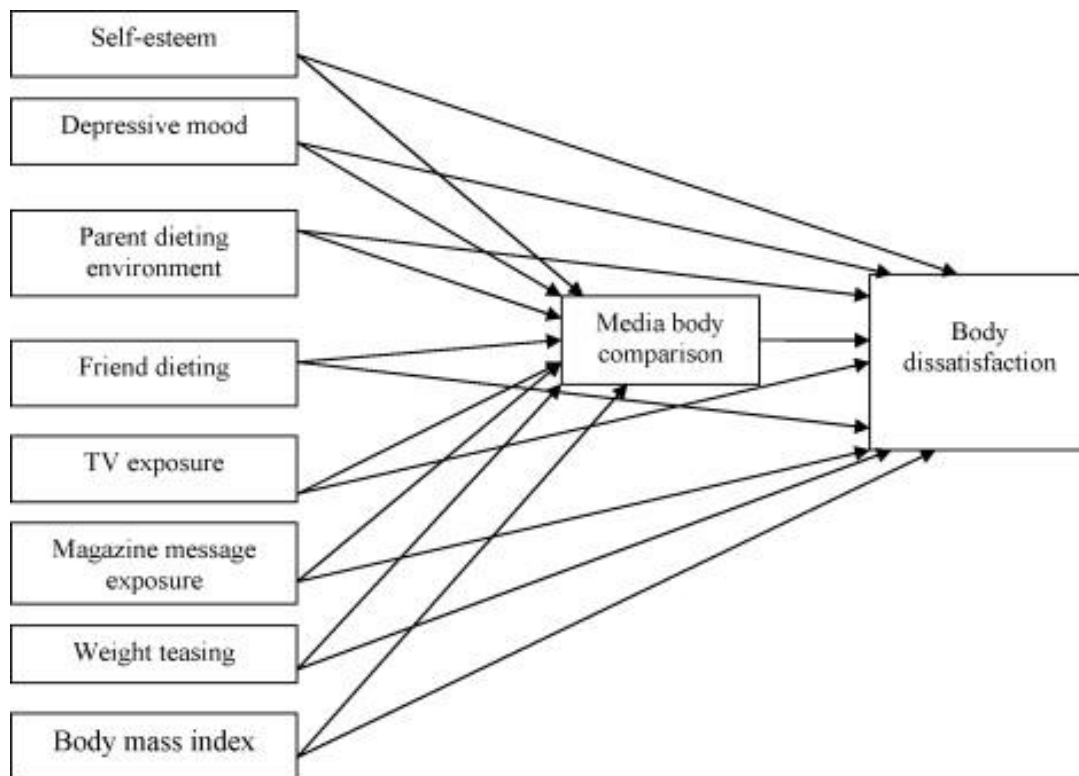 Self-esteem
Depressive mood
Parent dieting
environment
Friend dieting
TV exposure
Magazine message
exposure
Weight teasing
Body mass index
Media body
comparison
Body
dissatisfaction